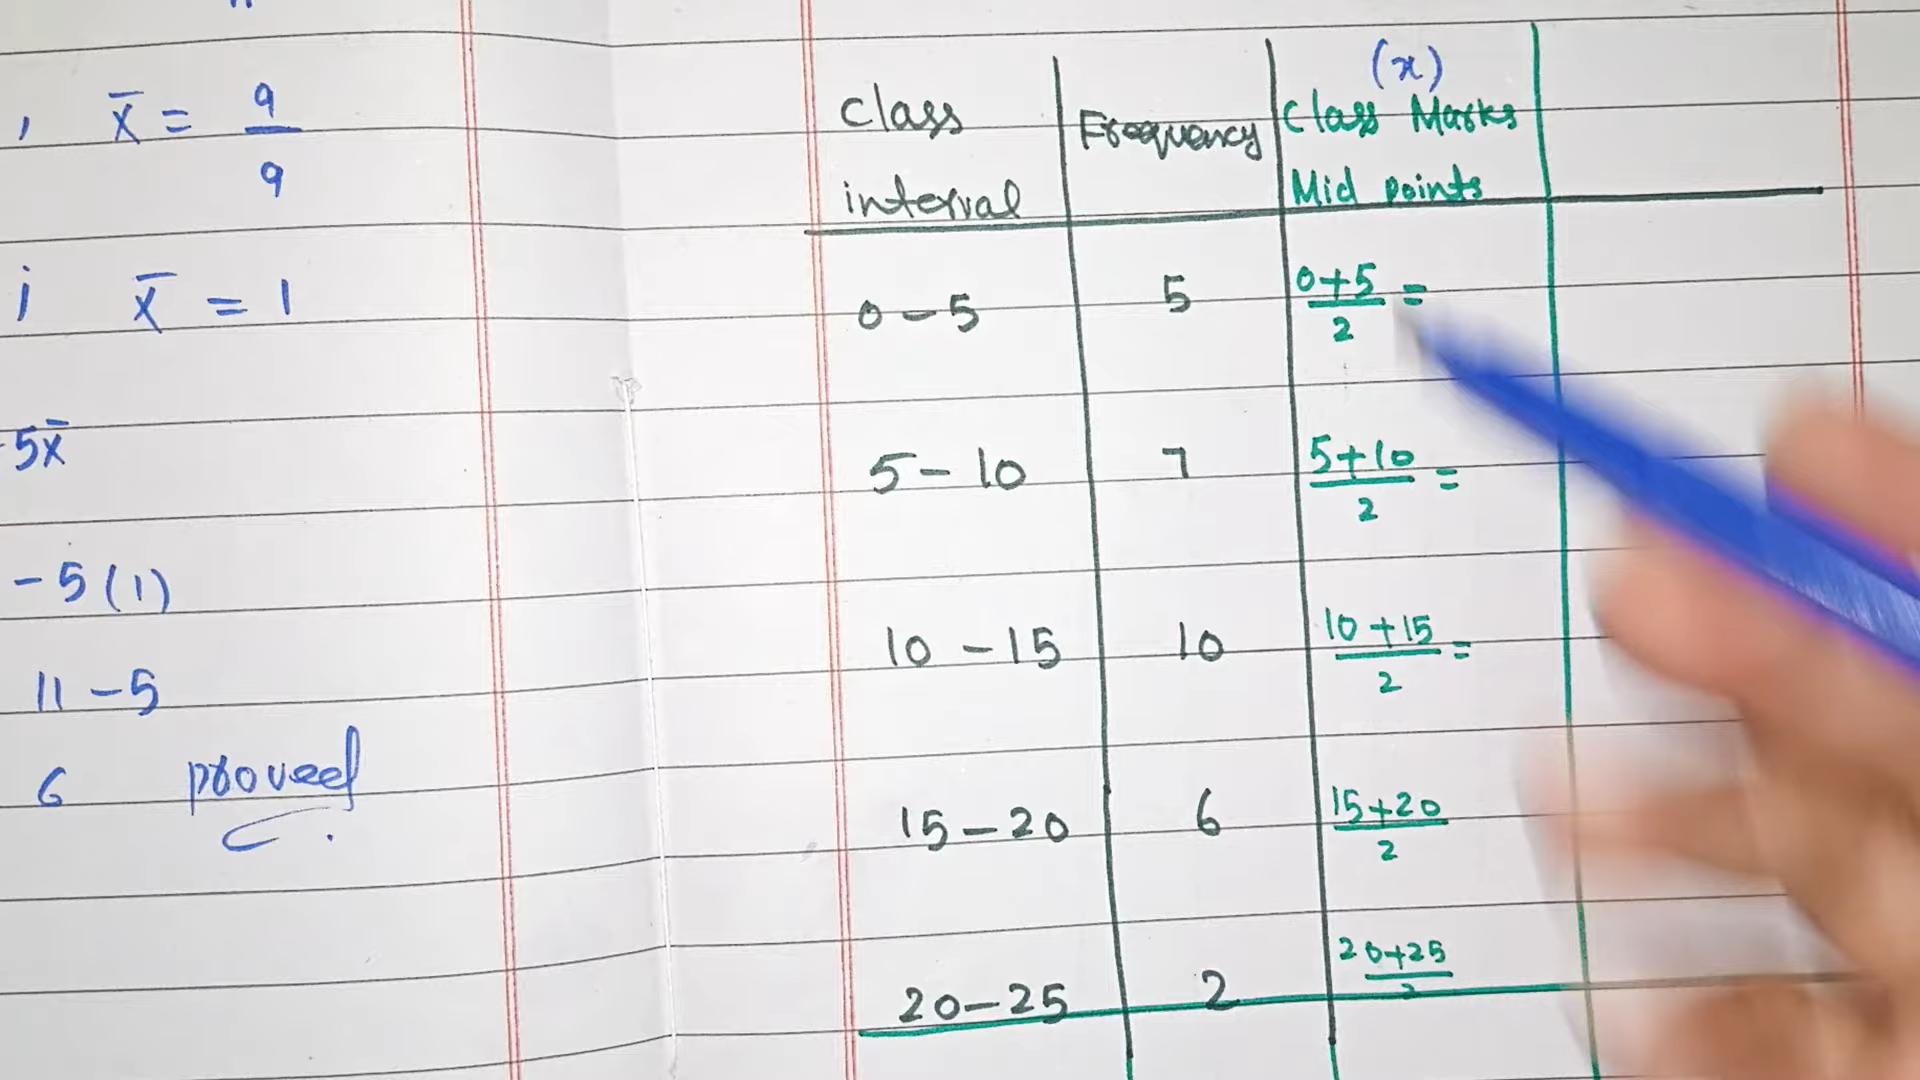 , x̄ = 9/9
j x̄ = 1
5x̄
- 5 (1)
11 - 5
6 proved
(x)
Class interval | Frequency | Class Marks Mid points
0 - 5 | 5 | 0+5/2 =
5 - 10 | 7 | 5+10/2 =
10 - 15 | 10 | 10+15/2 =
15 - 20 | 6 | 15+20/2
20 - 25 | 2 | 20+25/2